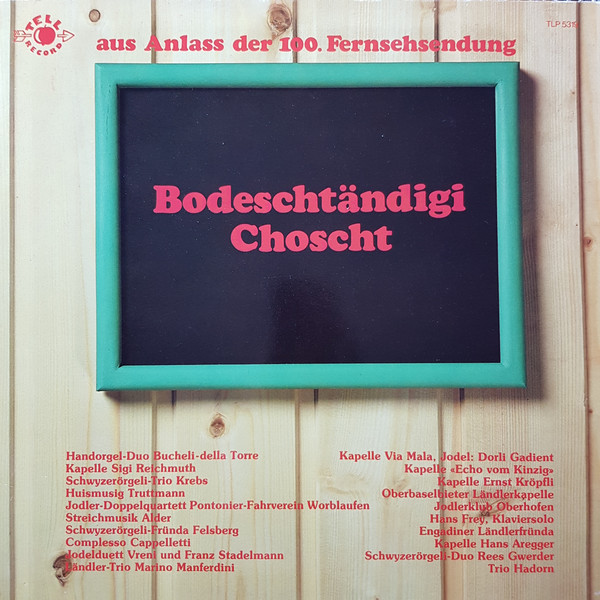 TELL
RECORD
TLP 5319
aus Anlass der 100. Fernsehsendung
Bodeschtändigi
Choscht
Handorgel-Duo Bucheli-della Torre
Kapelle Sigi Reichmuth
Schwyzerörgeli-Trio Krebs
Huismusig Truttmann
Jodler-Doppelquartett Pontonier-Fahrverein Worblaufen
Streichmusik Alder
Schwyzerörgeli-Fründa Felsberg
Complesso Cappelletti
Jodelduett Vreni und Franz Stadelmann
Ländler-Trio Marino Manferdini
Kapelle Via Mala, Jodel: Dorli Gadient
Kapelle «Echo vom Kinzig»
Kapelle Ernst Kröpfli
Oberbaselbieter Ländlerkapelle
Jodlerklub Oberhofen
Hans Frey, Klaviersolo
Engadiner Ländlerfründa
Kapelle Hans Aregger
Schwyzerörgeli-Duo Rees Gwerder
Trio Hadorn